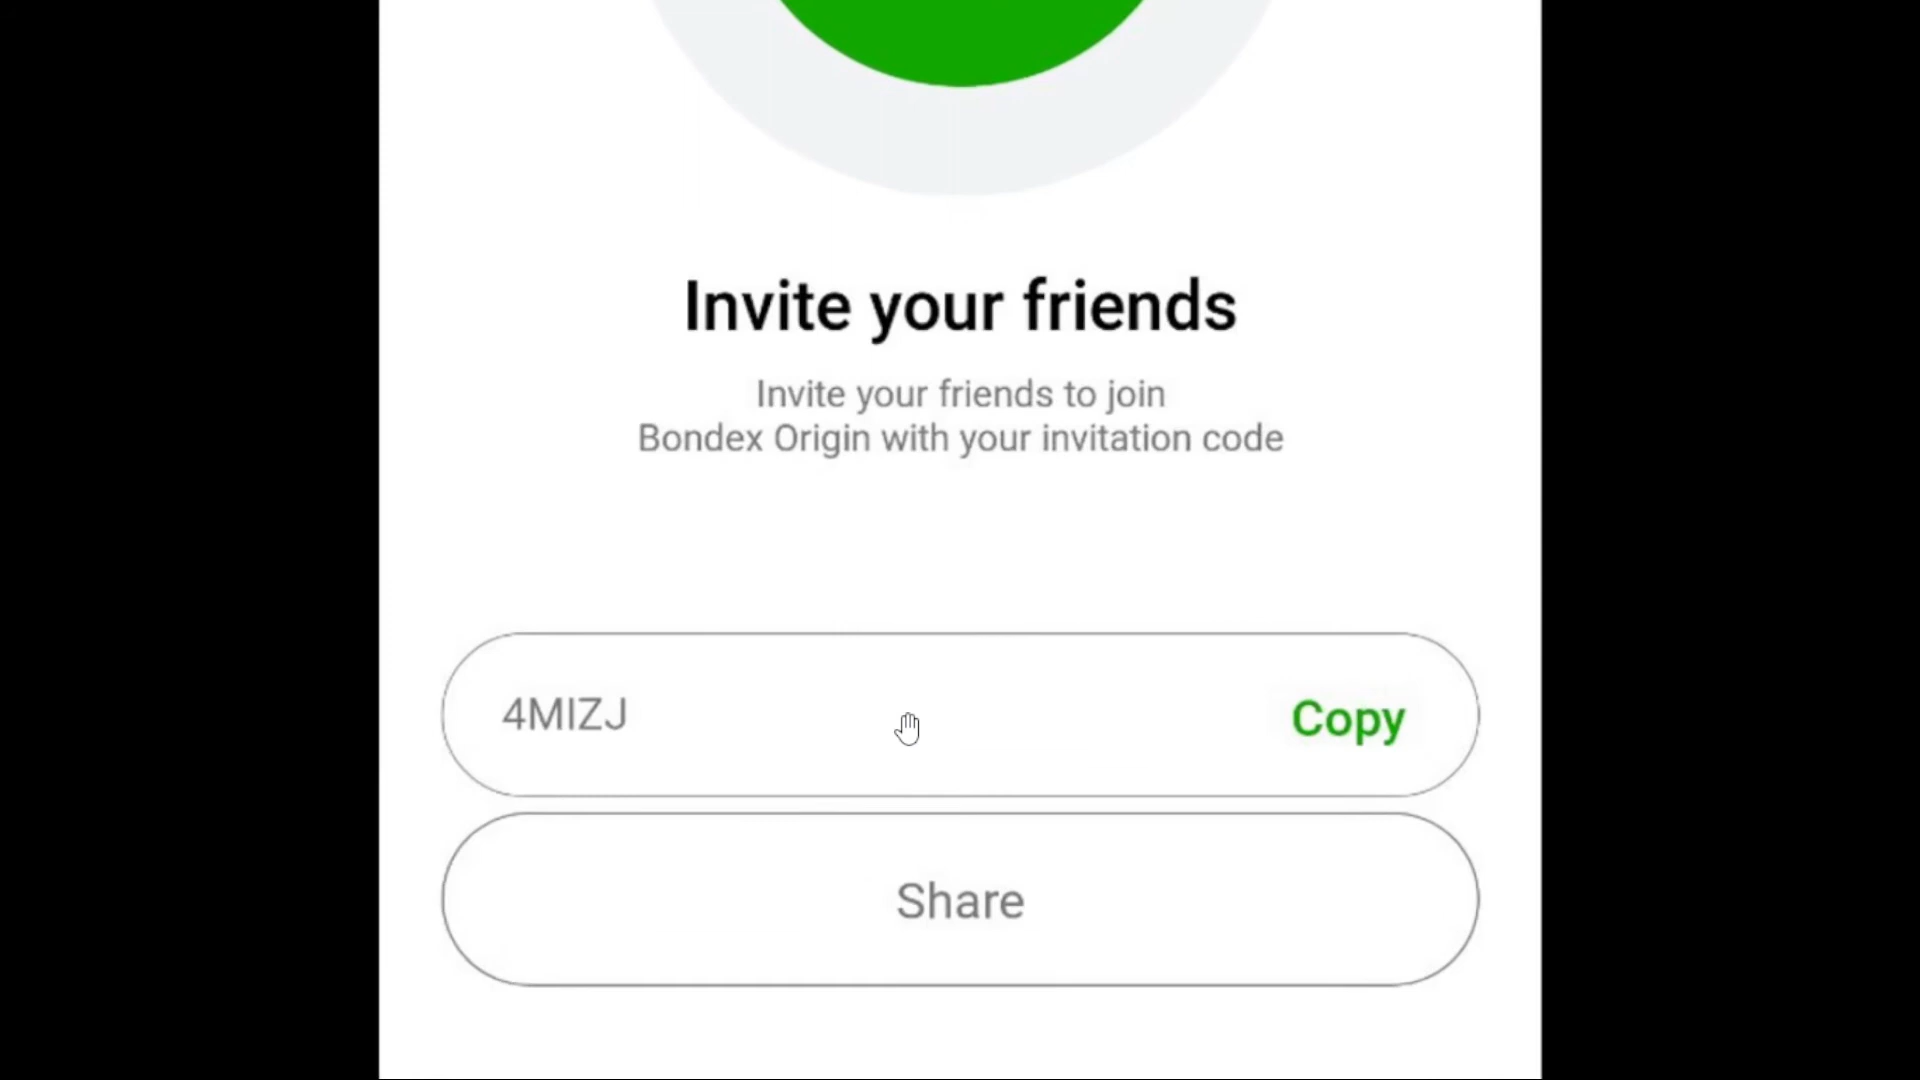 Invite your friends
Invite your friends to join
Bondex Origin with your invitation code
4MIZJ
Copy
Share